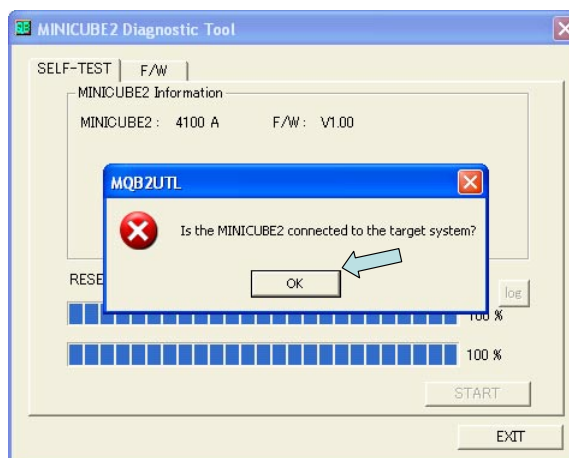 MINICUBE2 Diagnostic Tool
SELF-TEST
F/W
MINICUBE2 Information
MINICUBE2 : 4100 A F/W : V1.00
MQB2UTL
Is the MINICUBE2 connected to the target system?
OK
RESE
log
100 %
100 %
START
EXIT